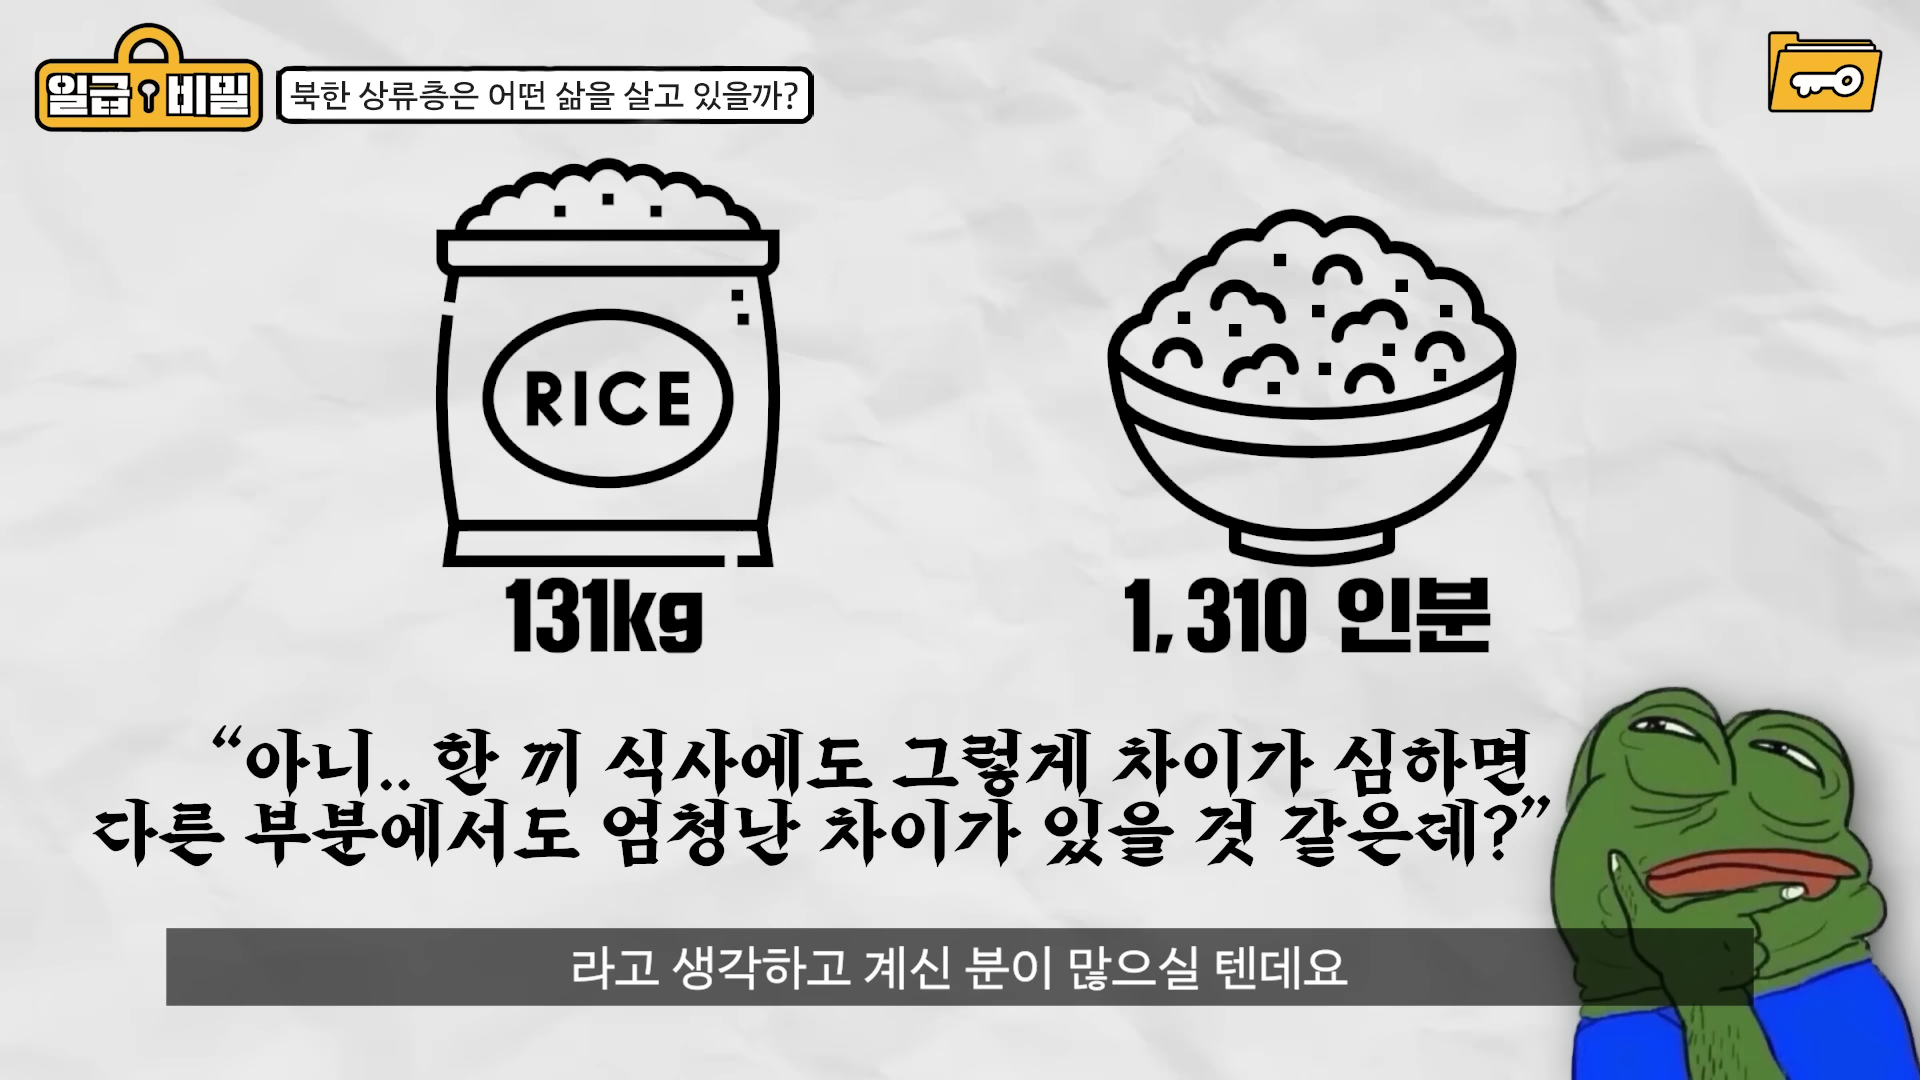 일급비밀
북한 상류층은 어떤 삶을 살고 있을까?
RICE
131kg
1,310 인분
“아니.. 한 끼 식사에도 그렇게 차이가 심하면
다른 부분에서도 엄청난 차이가 있을 것 같은데?”
라고 생각하고 계신 분이 많으실 텐데요